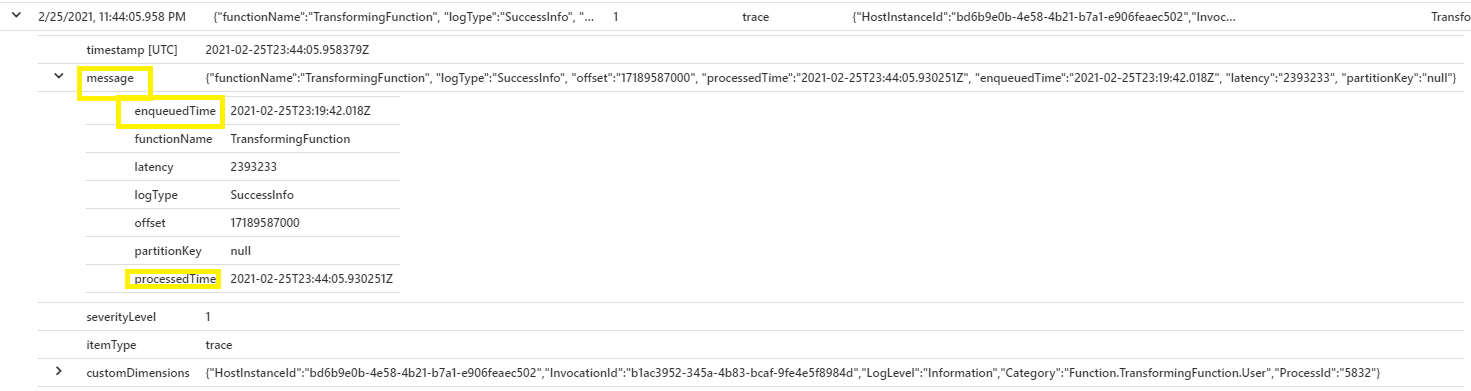 2/25/2021, 11:44:05.958 PM {"functionName":"TransformingFunction", "logType":"SuccessInfo", "... 1 trace {"HostInstanceId":"bd6b9e0b-4e58-4b21-b7a1-e906feaec502","Invoc... Transfo
timestamp [UTC] 2021-02-25T23:44:05.958379Z
message {"functionName":"TransformingFunction", "logType":"SuccessInfo", "offset":"17189587000", "processedTime":"2021-02-25T23:44:05.930251Z", "enqueuedTime":"2021-02-25T23:19:42.018Z", "latency":"2393233", "partitionKey":"null"}
enqueuedTime 2021-02-25T23:19:42.018Z
functionName TransformingFunction
latency 2393233
logType SuccessInfo
offset 17189587000
partitionKey null
processedTime 2021-02-25T23:44:05.930251Z
severityLevel 1
itemType trace
customDimensions {"HostInstanceId":"bd6b9e0b-4e58-4b21-b7a1-e906feaec502","InvocationId":"b1ac3952-345a-4b83-bcaf-9fe4e5f8984d","LogLevel":"Information","Category":"Function.TransformingFunction.User","ProcessId":"5832"}